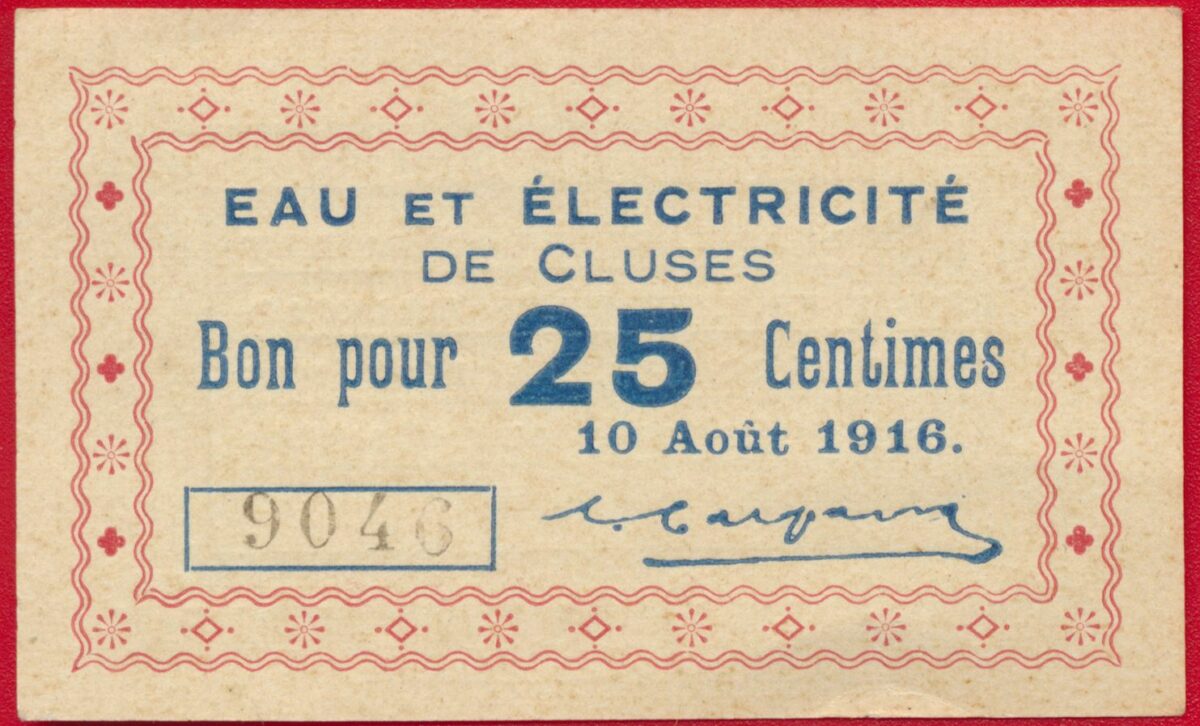 EAU ET ÉLECTRICITÉ
DE CLUSES
Bon pour 25 Centimes
10 Août 1916.
9046